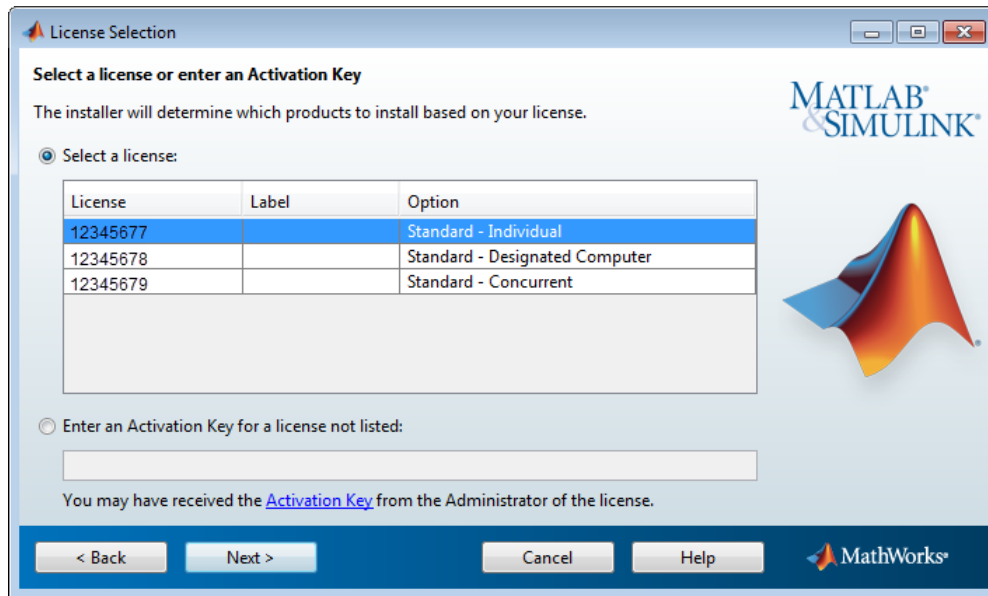 License Selection
Select a license or enter an Activation Key
The installer will determine which products to install based on your license.
MATLAB®
&SIMULINK®
Select a license:
License Label Option
12345677 Standard - Individual
12345678 Standard - Designated Computer
12345679 Standard - Concurrent
®
Enter an Activation Key for a license not listed:
You may have received the Activation Key from the Administrator of the license.
< Back Next > Cancel Help MathWorks®